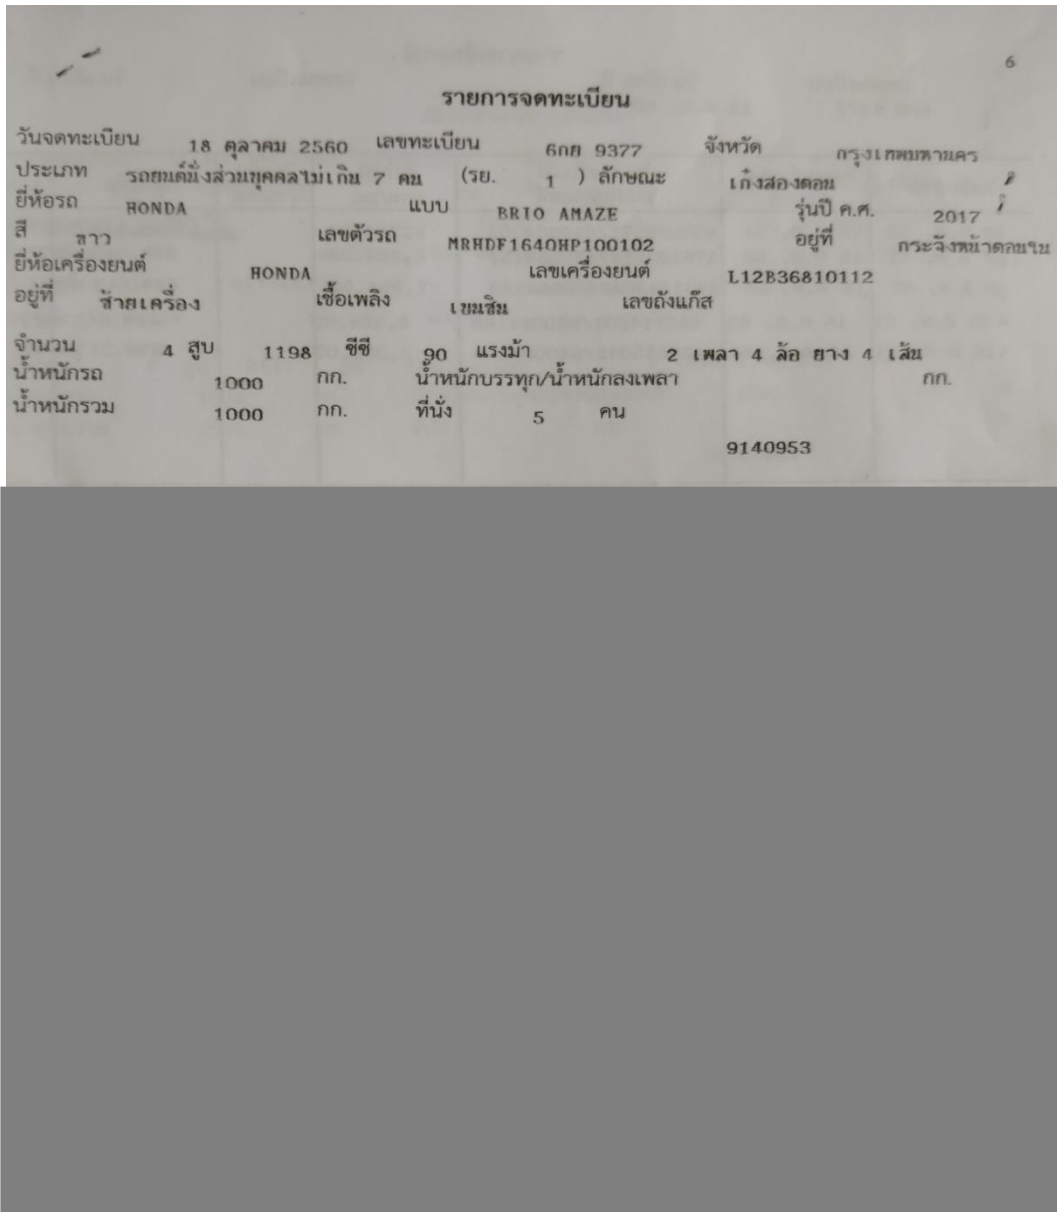 6
รายการจดทะเบียน
วันจดทะเบียน 18 ตุลาคม 2560 เลขทะเบียน 6กย 9377 จังหวัด กรุงเทพมหานคร
ประเภท รถยนต์นั่งส่วนบุคคลไม่เกิน 7 คน (รย. 1 ) ลักษณะ เก๋งสองตอน
ยี่ห้อรถ HONDA แบบ BRIO AMAZE รุ่นปี ค.ศ. 2017
สี ขาว เลขตัวรถ MRHDF1640HP100102 อยู่ที่ กระจังหน้าตอนใน
ยี่ห้อเครื่องยนต์ HONDA เลขเครื่องยนต์ L12B36810112
อยู่ที่ ซ้ายเครื่อง เชื้อเพลิง เบนซิน เลขถังแก๊ส
จำนวน 4 สูบ 1198 ซีซี 90 แรงม้า 2 เพลา 4 ล้อ ยาง 4 เส้น
น้ำหนักรถ 1000 กก. น้ำหนักบรรทุก/น้ำหนักลงเพลา กก.
น้ำหนักรวม 1000 กก. ที่นั่ง 5 คน
9140953